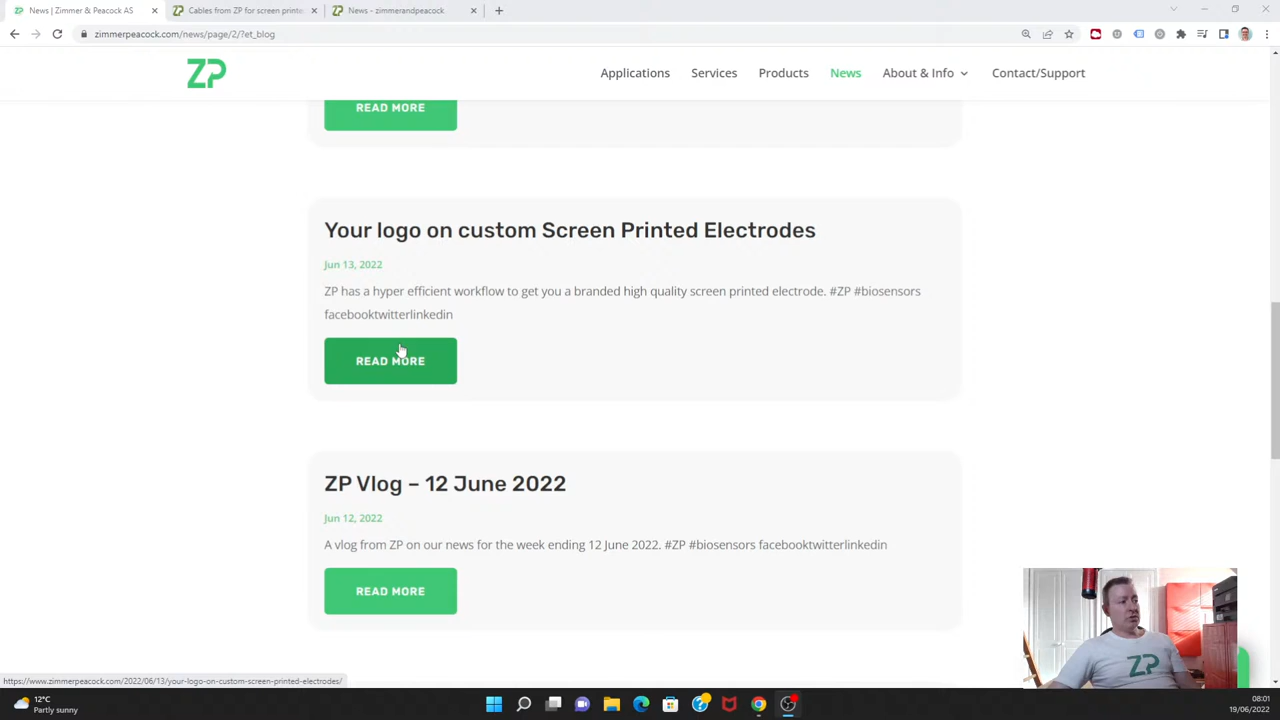 News | Zimmer & Peacock AS
Cables from ZP for screen printe
News - zimmerandpeacock
zimmerpeacock.com/news/page/2/?et_blog
ZP
Applications
Services
Products
News
About & Info
Contact/Support
READ MORE
Your logo on custom Screen Printed Electrodes
Jun 13, 2022
ZP has a hyper efficient workflow to get you a branded high quality screen printed electrode. #ZP #biosensors
facebooktwitterlinkedin
READ MORE
ZP Vlog – 12 June 2022
Jun 12, 2022
A vlog from ZP on our news for the week ending 12 June 2022. #ZP #biosensors facebooktwitterlinkedin
READ MORE
ZP
https://www.zimmerpeacock.com/2022/06/13/your-logo-on-custom-screen-printed-electrodes/
12°C
Partly sunny
08:01
19/06/2022